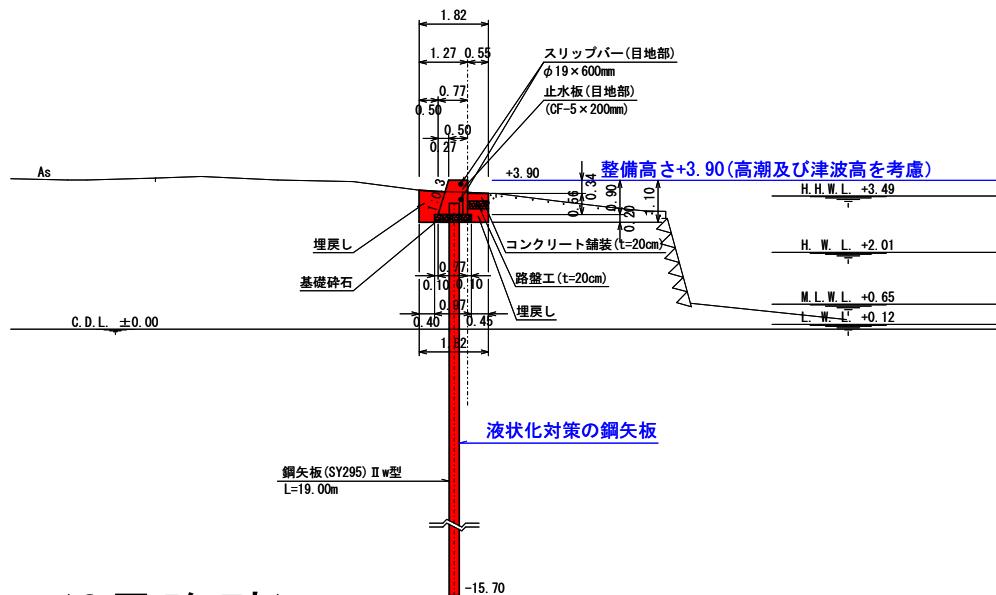 1.82
1.27 0.55
スリップバー(目地部)
φ19×600mm
0.77
止水板(目地部)
(CF-5×200mm)
0.50
0.50
0.27
As
+3.90
整備高さ+3.90(高潮及び津波高を考慮)
0.34
0.56
0.90
0.20
1.10
H.H.W.L. +3.49
埋戻し
コンクリート舗装(t=20cm)
H. W. L. +2.01
基礎砕石
0.77
路盤工(t=20cm)
0.10 0.10
M.L.W.L. +0.65
0.97
埋戻し
C.D.L. ±0.00
0.40 0.45
L. W. L. +0.12
1.82
液状化対策の鋼矢板
鋼矢板(SY295)Ⅱw型
L=19.00m
-15.70